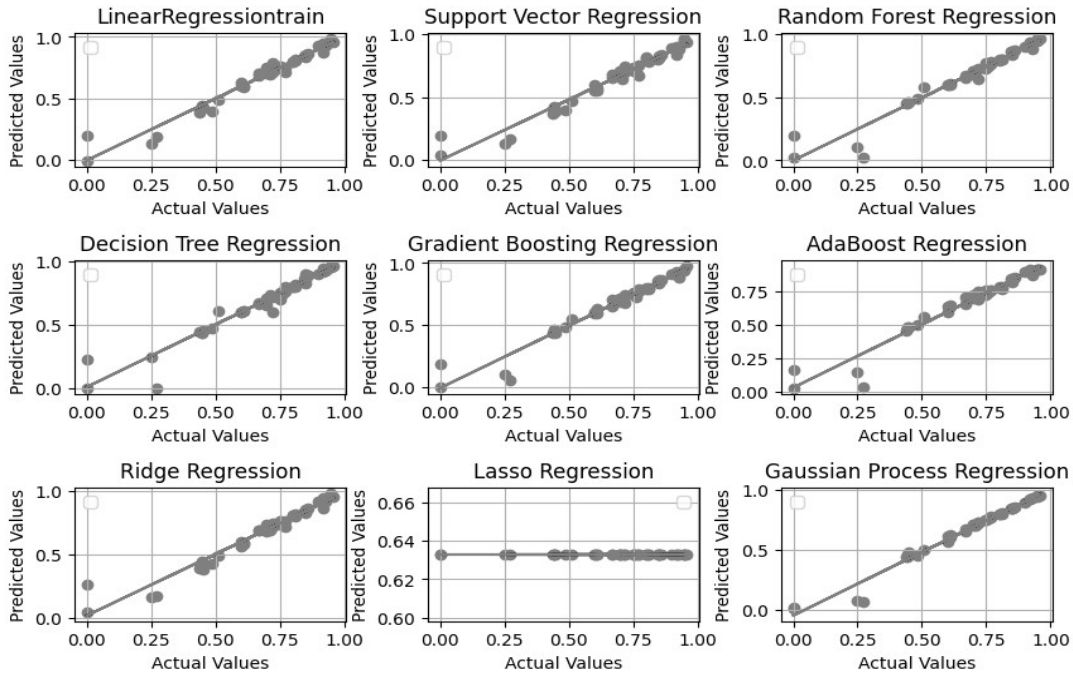 LinearRegressiontrain
Support Vector Regression
Random Forest Regression
Predicted Values
1.0
0.5
0.0
0.00 0.25 0.50 0.75 1.00
Actual Values
Predicted Values
1.0
0.5
0.0
0.00 0.25 0.50 0.75 1.00
Actual Values
Predicted Values
1.0
0.5
0.0
0.00 0.25 0.50 0.75 1.00
Actual Values
Decision Tree Regression
Gradient Boosting Regression
AdaBoost Regression
Predicted Values
1.0
0.5
0.0
0.00 0.25 0.50 0.75 1.00
Actual Values
Predicted Values
1.0
0.5
0.0
0.00 0.25 0.50 0.75 1.00
Actual Values
Predicted Values
0.75
0.50
0.25
0.00
0.00 0.25 0.50 0.75 1.00
Actual Values
Ridge Regression
Lasso Regression
Gaussian Process Regression
Predicted Values
1.0
0.5
0.0
0.00 0.25 0.50 0.75 1.00
Actual Values
Predicted Values
0.66
0.64
0.62
0.60
0.00 0.25 0.50 0.75 1.00
Actual Values
Predicted Values
1.0
0.5
0.0
0.00 0.25 0.50 0.75 1.00
Actual Values